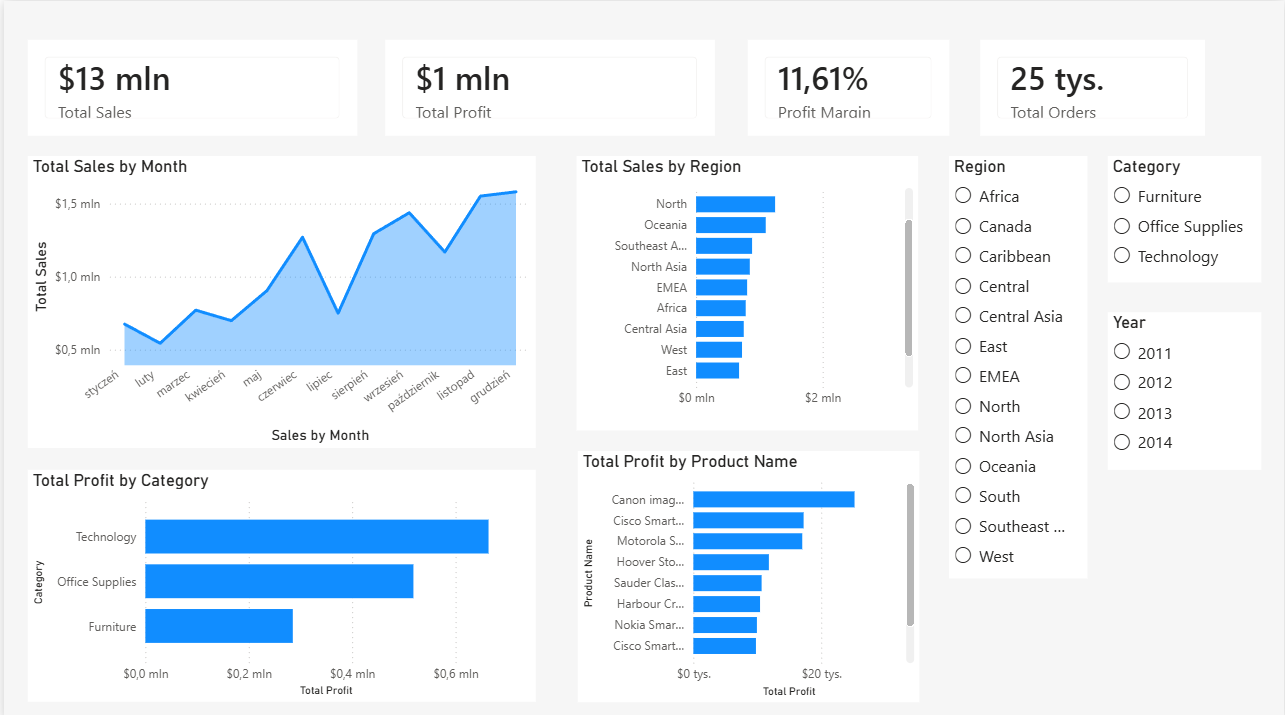 $13 mln
Total Sales
$1 mln
Total Profit
11,61%
Profit Margin
25 tys.
Total Orders
Total Sales by Month
Total Sales
$1,5 mln
$1,0 mln
$0,5 mln
styczeń
luty
marzec
kwiecień
maj
czerwiec
lipiec
sierpień
wrzesień
październik
listopad
grudzień
Sales by Month
Total Sales by Region
North
Oceania
Southeast A...
North Asia
EMEA
Africa
Central Asia
West
East
$0 mln
$2 mln
Region
Africa
Canada
Caribbean
Central
Central Asia
East
EMEA
North
North Asia
Oceania
South
Southeast ...
West
Category
Furniture
Office Supplies
Technology
Year
2011
2012
2013
2014
Total Profit by Category
Category
Technology
Office Supplies
Furniture
$0,0 mln
$0,2 mln
$0,4 mln
$0,6 mln
Total Profit
Total Profit by Product Name
Product Name
Canon imag...
Cisco Smart...
Motorola S...
Hoover Sto...
Sauder Clas...
Harbour Cr...
Nokia Smar...
Cisco Smart...
$0 tys.
$20 tys.
Total Profit